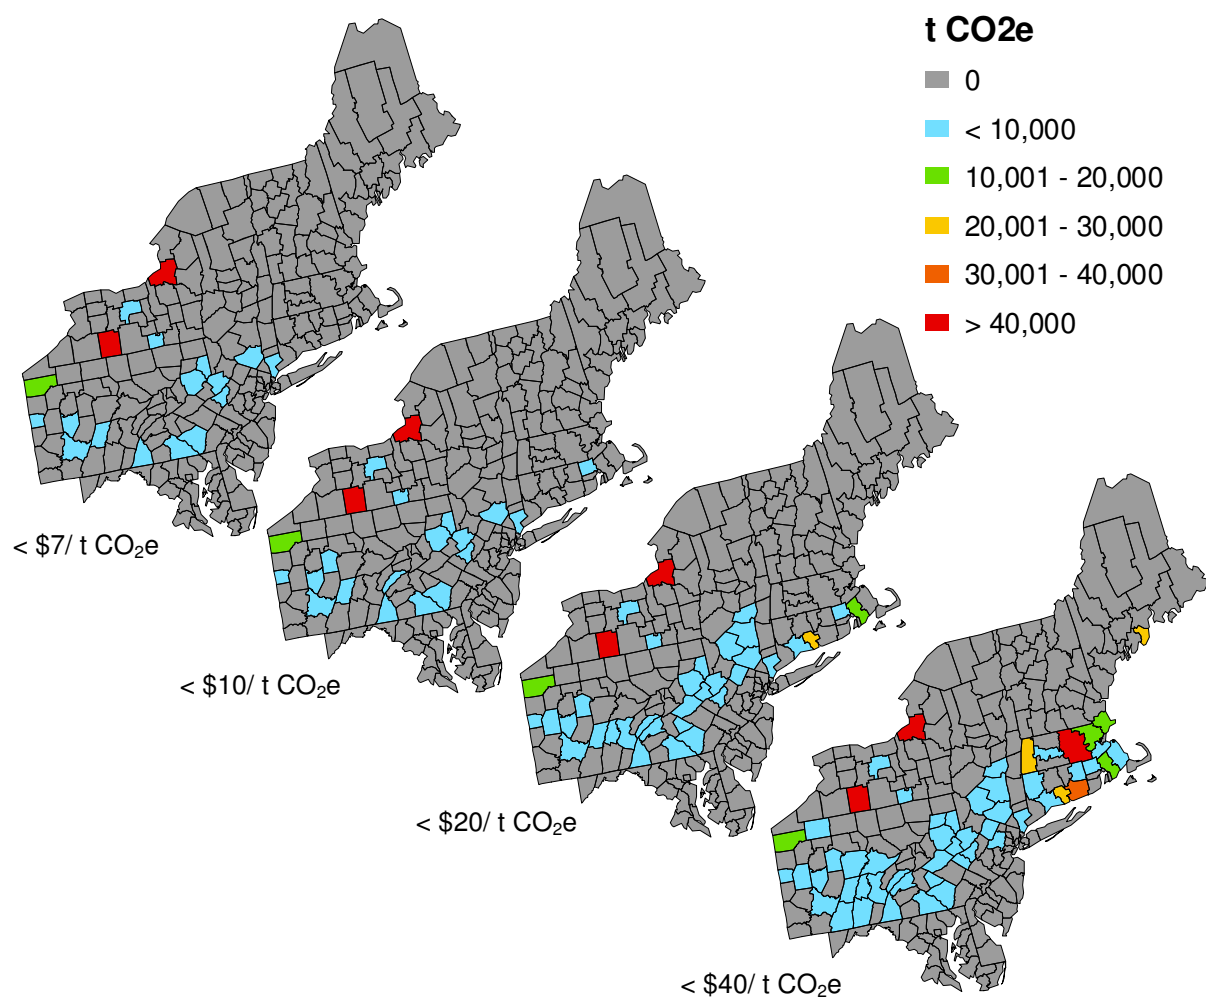 t CO2e
0
< 10,000
10,001 - 20,000
20,001 - 30,000
30,001 - 40,000
> 40,000
< $7/ t CO₂e
< $10/ t CO₂e
< $20/ t CO₂e
< $40/ t CO₂e